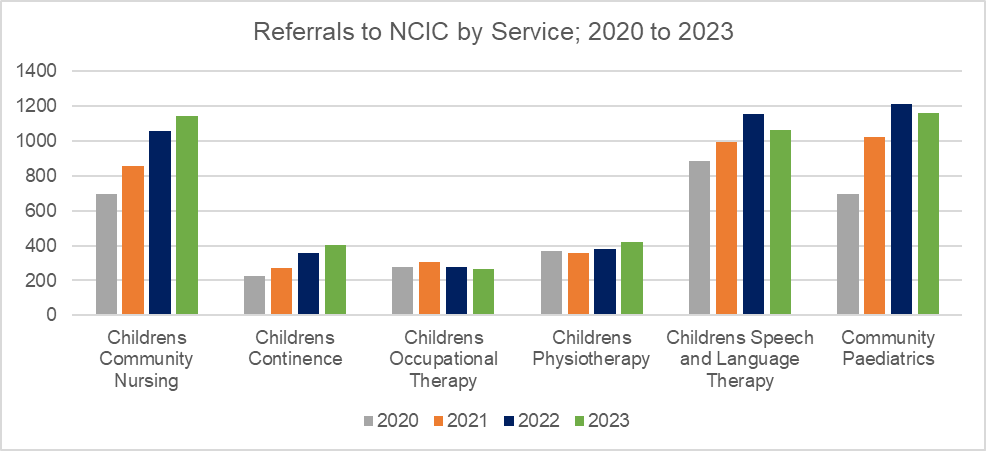 Referrals to NCIC by Service; 2020 to 2023
1400
1200
1000
800
600
400
200
0
Childrens
Community
Nursing
Childrens
Continence
Childrens
Occupational
Therapy
Childrens
Physiotherapy
Childrens Speech
and Language
Therapy
Community
Paediatrics
2020 2021 2022 2023